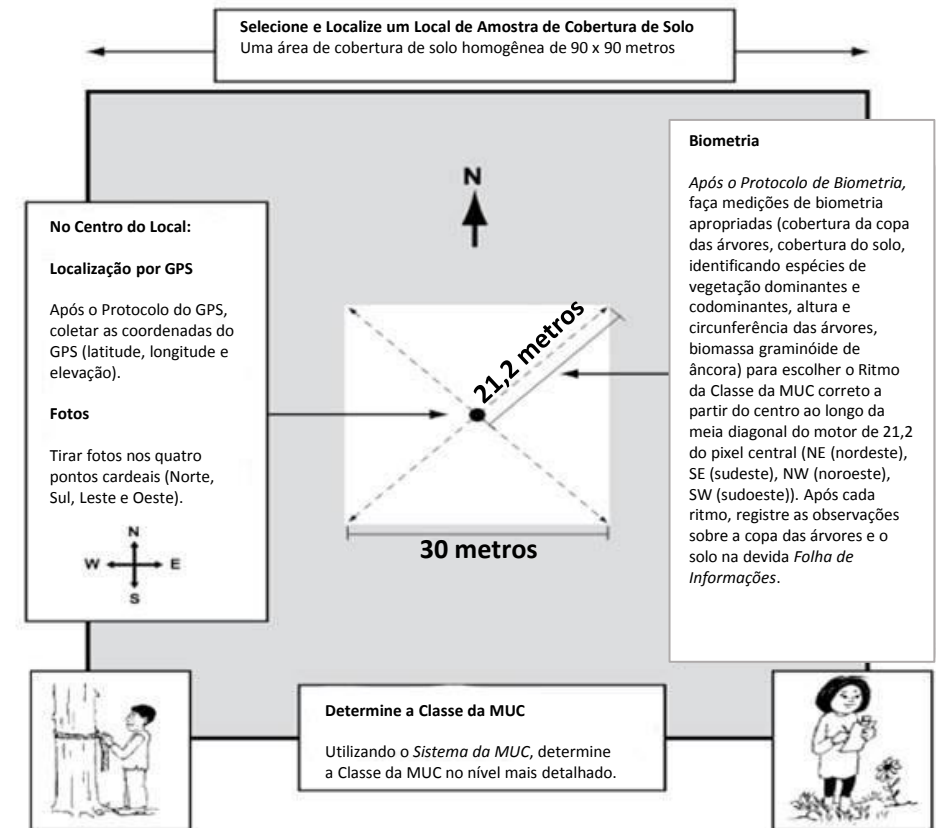 Selecione e Localize um Local de Amostra de Cobertura de Solo
Uma área de cobertura de solo homogênea de 90 x 90 metros
N
No Centro do Local:
Localização por GPS
Após o Protocolo do GPS,
coletar as coordenadas do
GPS (latitude, longitude e
elevação).
Fotos
Tirar fotos nos quatro
pontos cardeais (Norte,
Sul, Leste e Oeste).
N
W E
S
21,2 metros
30 metros
Biometria
Após o Protocolo de Biometria,
faça medições de biometria
apropriadas (cobertura da copa
das árvores, cobertura do solo,
identificando espécies de
vegetação dominantes e
codominantes, altura e
circunferência das árvores,
biomassa graminóide de
âncora) para escolher o Ritmo
da Classe da MUC correto a
partir do centro ao longo da
meia diagonal do motor de 21,2
do pixel central (NE (nordeste),
SE (sudeste), NW (noroeste),
SW (sudoeste)). Após cada
ritmo, registre as observações
sobre a copa das árvores e o
solo na devida Folha de
Informações.
Determine a Classe da MUC
Utilizando o Sistema da MUC, determine
a Classe da MUC no nível mais detalhado.